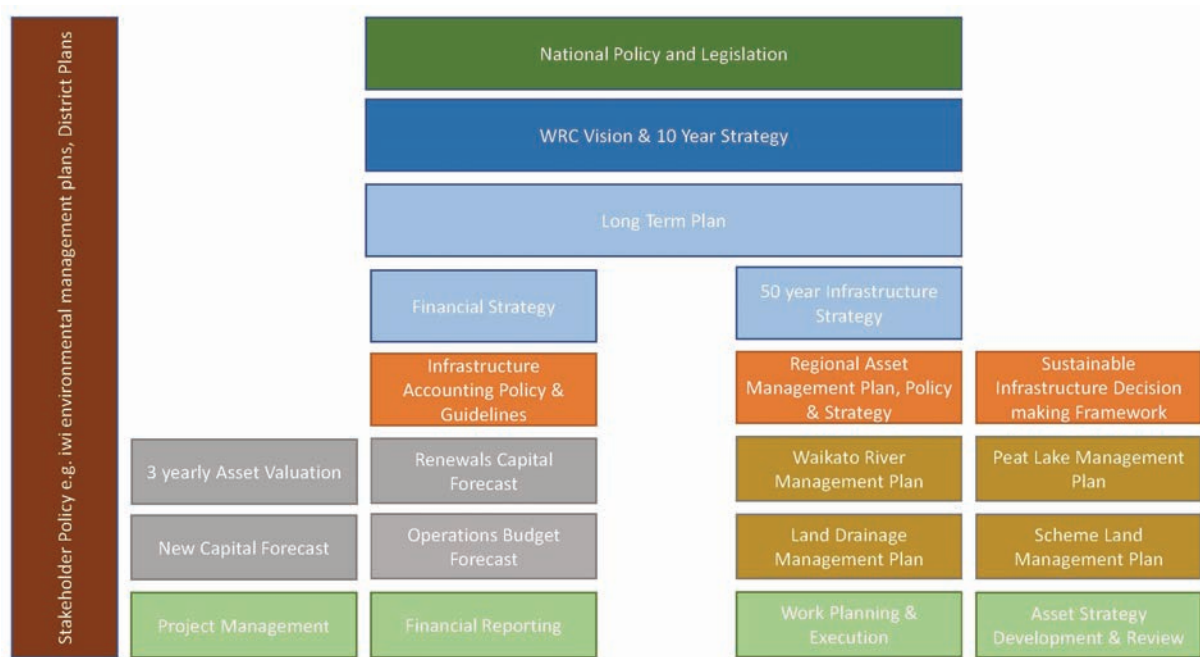 Stakeholder Policy e.g. iwi environmental management plans, District Plans
National Policy and Legislation
WRC Vision & 10 Year Strategy
Long Term Plan
Financial Strategy
50 year Infrastructure
Strategy
Infrastructure
Accounting Policy &
Guidelines
Regional Asset
Management Plan, Policy
& Strategy
Sustainable
Infrastructure Decision
making Framework
3 yearly Asset Valuation
Renewals Capital
Forecast
Waikato River
Management Plan
Peat Lake Management
Plan
New Capital Forecast
Operations Budget
Forecast
Land Drainage
Management Plan
Scheme Land
Management Plan
Project Management
Financial Reporting
Work Planning &
Execution
Asset Strategy
Development & Review